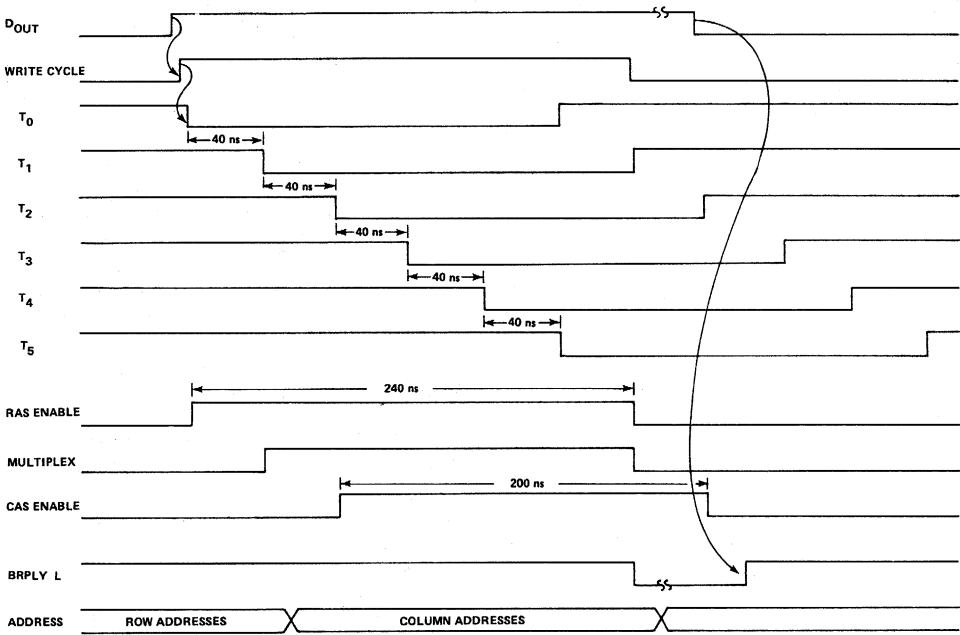 DOUT
WRITE CYCLE
T0
40 ns
T1
40 ns
T2
40 ns
T3
40 ns
T4
40 ns
T5
240 ns
RAS ENABLE
MULTIPLEX
200 ns
CAS ENABLE
BRPLY L
ADDRESS ROW ADDRESSES COLUMN ADDRESSES